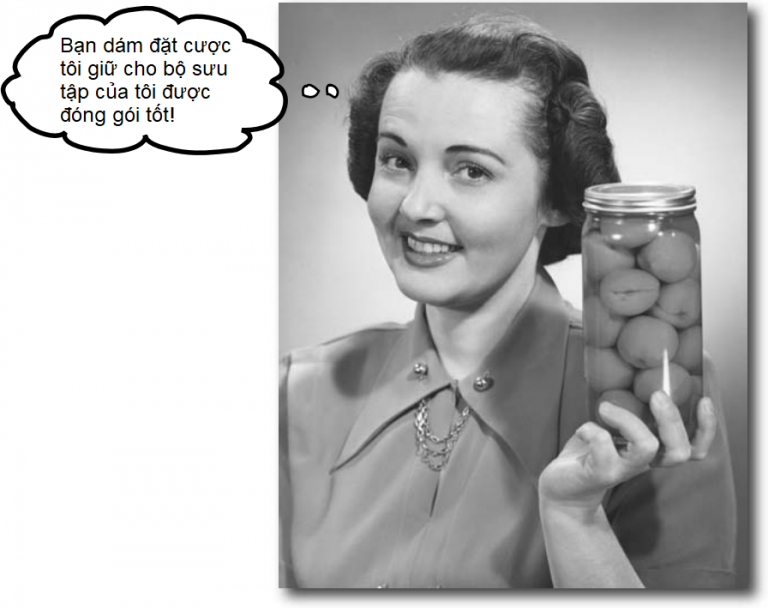 Bạn dám đặt cược
tôi giữ cho bộ sưu
tập của tôi được
đóng gói tốt!